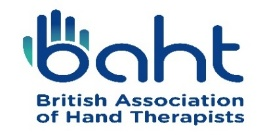 baht
British Association
of Hand Therapists